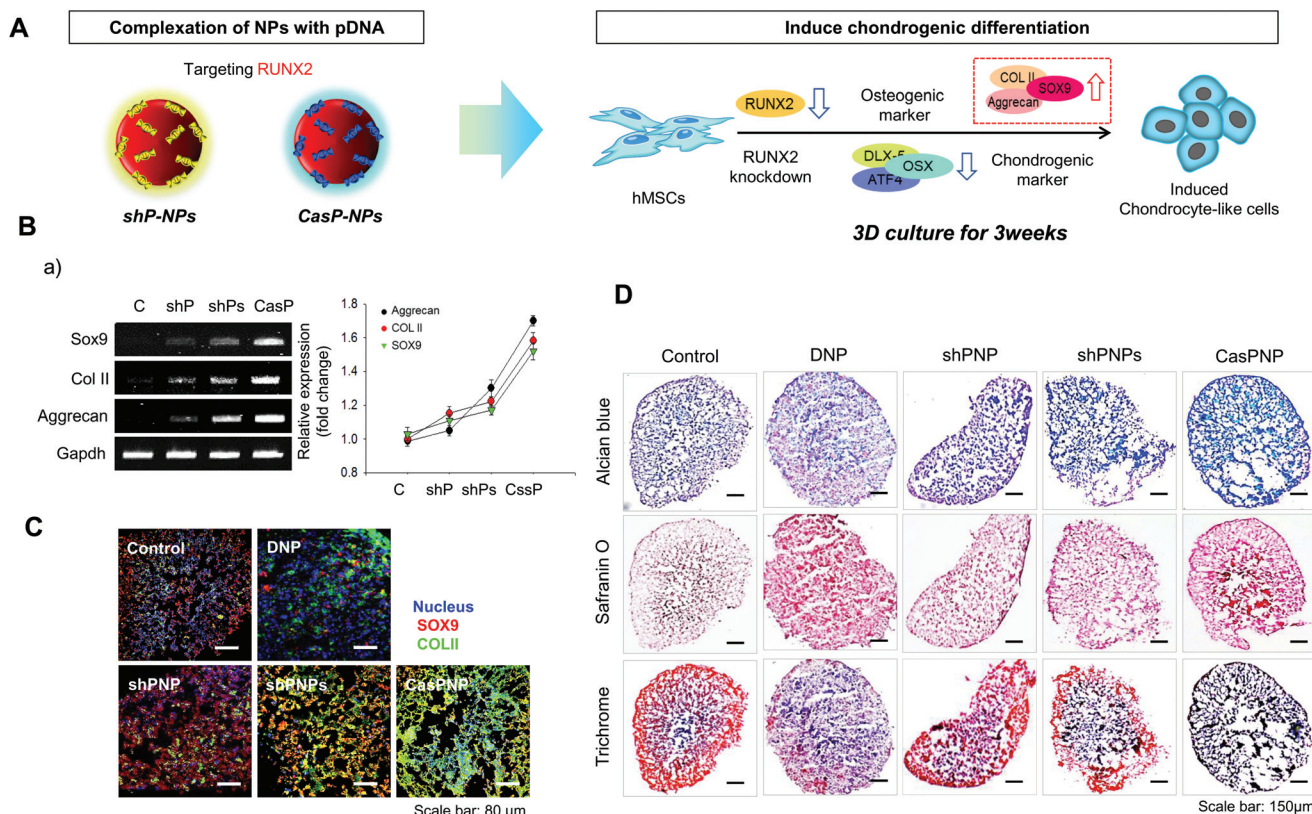 A
Complexation of NPs with pDNA
Targeting RUNX2
shP-NPs
CasP-NPs
Induce chondrogenic differentiation
hMSCs
RUNX2
RUNX2
knockdown
Osteogenic
marker
DLX-5
OSX
ATF4
COL II
SOX9
Aggrecan
Chondrogenic
marker
Induced
Chondrocyte-like cells
3D culture for 3weeks
B
a)
C shP shPs CasP
Sox9
Col II
Aggrecan
Gapdh
Relative expression
(fold change)
1.8
1.6
1.4
1.2
1.0
0.8
Aggrecan
COL II
SOX9
C shP shPs CssP
C
Control
DNP
shPNP
shPNPs
CasPNP
Nucleus
SOX9
COLII
Scale bar: 80 μm
D
Control DNP shPNP shPNPs CasPNP
Alcian blue
Safranin O
Trichrome
Scale bar: 150μm